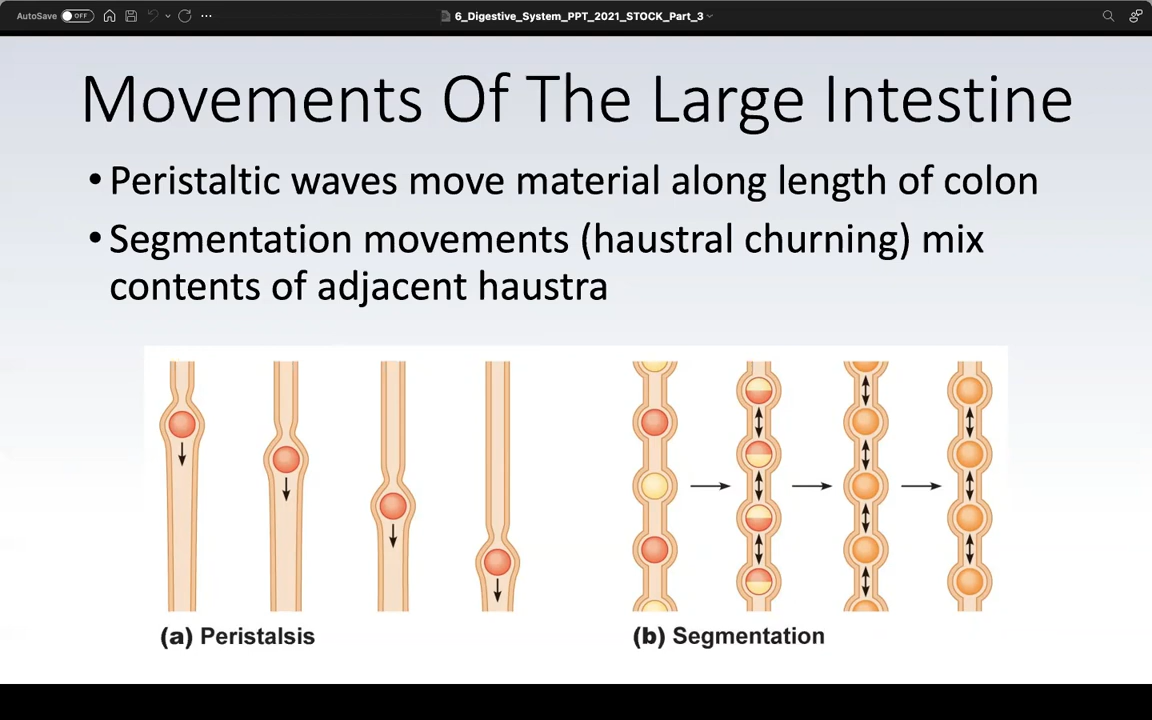 AutoSave OFF 6_Digestive_System_PPT_2021_STOCK_Part_3
Movements Of The Large Intestine
• Peristaltic waves move material along length of colon
• Segmentation movements (haustral churning) mix
contents of adjacent haustra
(a) Peristalsis
(b) Segmentation